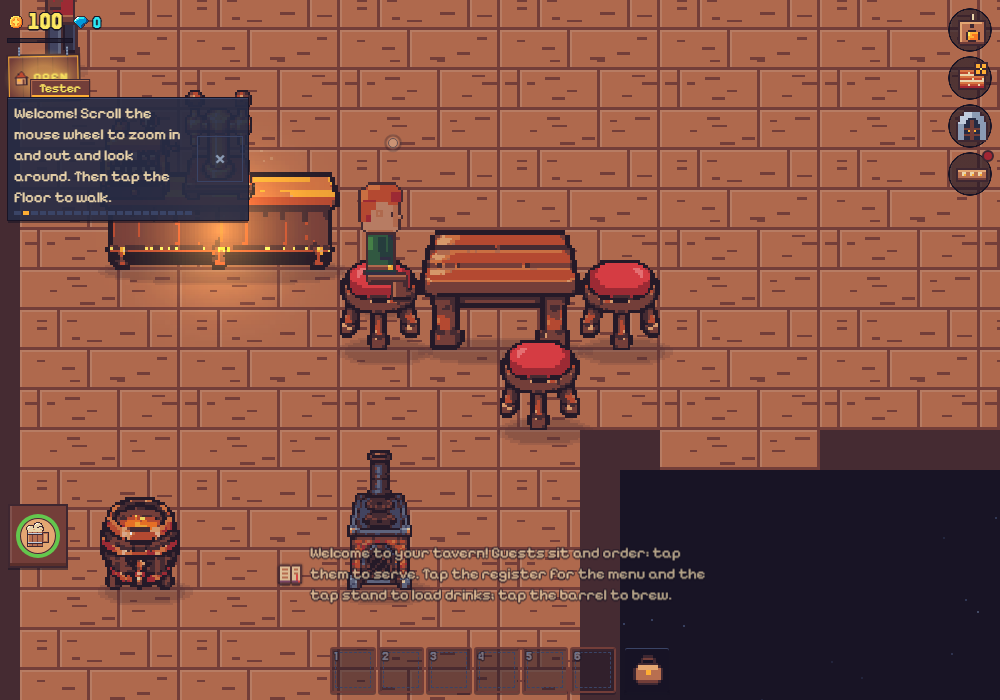 100 0
OPEN
Tester
Welcome! Scroll the
mouse wheel to zoom in
and out and look
around. Then tap the
floor to walk.
Welcome to your tavern! Guests sit and order: tap
them to serve. Tap the register for the menu and the
tap stand to load drinks; tap the barrel to brew.
1 2 3 4 5 6